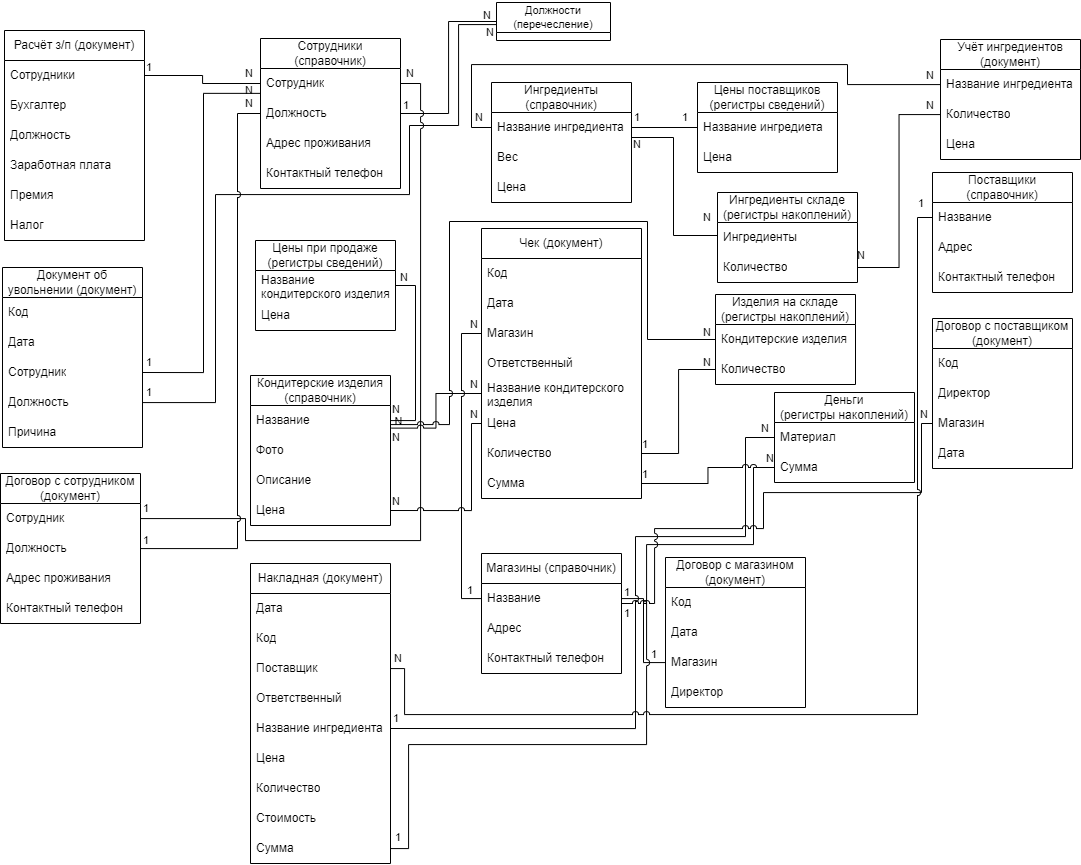 Должности
(перечесление)
N
N
Расчёт з/п (документ)
Сотрудники
Бухгалтер
Должность
Заработная плата
Премия
Налог
1
Сотрудники
(справочник)
Сотрудник
Должность
Адрес проживания
Контактный телефон
N
N
N
N
1
Ингредиенты
(справочник)
Название ингредиента
Вес
Цена
N
1
N
Цены поставщиков
(регистры сведений)
Название ингредиета
Цена
1
Учёт ингредиентов
(документ)
Название ингредиента
Количество
Цена
N
N
Ингредиенты складе
(регистры накоплений)
Ингредиенты
Количество
N
N
Поставщики
(справочник)
Название
Адрес
Контактный телефон
1
Документ об
увольнении (документ)
Код
Дата
Сотрудник
Должность
Причина
1
1
Цены при продаже
(регистры сведений)
Название
кондитерского изделия
Цена
N
Чек (документ)
Код
Дата
Магазин
Ответственный
Название кондитерского
изделия
Цена
Количество
Сумма
N
N
N
1
1
Изделия на складе
(регистры накоплений)
Кондитерские изделия
Количество
N
N
Договор с поставщиком
(документ)
Код
Директор
Магазин
Дата
N
Кондитерские изделия
(справочник)
Название
Фото
Описание
Цена
N
N
N
N
Деньги
(регистры накоплений)
Материал
Сумма
N
N
Договор с сотрудником
(документ)
Сотрудник
Должность
Адрес проживания
Контактный телефон
1
1
Накладная (документ)
Дата
Код
Поставщик
Ответственный
Название ингредиента
Цена
Количество
Стоимость
Сумма
N
1
1
Магазины (справочник)
Название
Адрес
Контактный телефон
1
1
1
Договор с магазином
(документ)
Код
Дата
Магазин
Директор
1